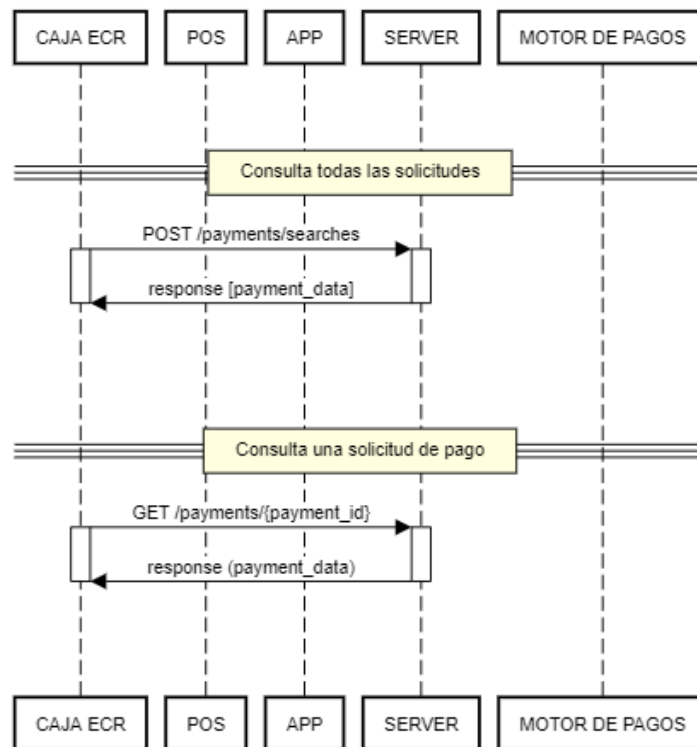 CAJA ECR POS APP SERVER MOTOR DE PAGOS
Consulta todas las solicitudes
POST /payments/searches
response [payment_data]
Consulta una solicitud de pago
GET /payments/{payment_id}
response (payment_data)
CAJA ECR POS APP SERVER MOTOR DE PAGOS